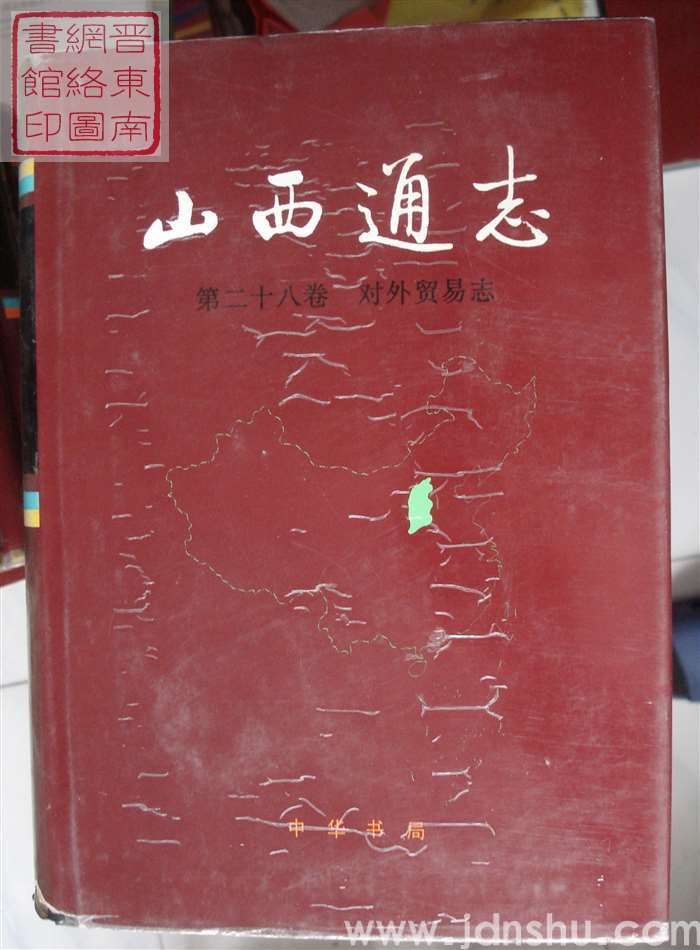 晋東南
網絡圖
書館印
山西通志
第二十八卷 对外贸易志
中华书局
www.jdnshu.com